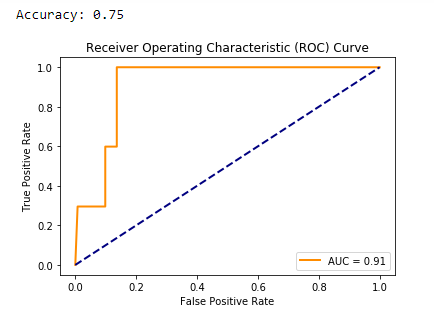 Accuracy: 0.75
Receiver Operating Characteristic (ROC) Curve
1.0
0.8
0.6
0.4
0.2
0.0
True Positive Rate
0.0 0.2 0.4 0.6 0.8 1.0
False Positive Rate
AUC = 0.91